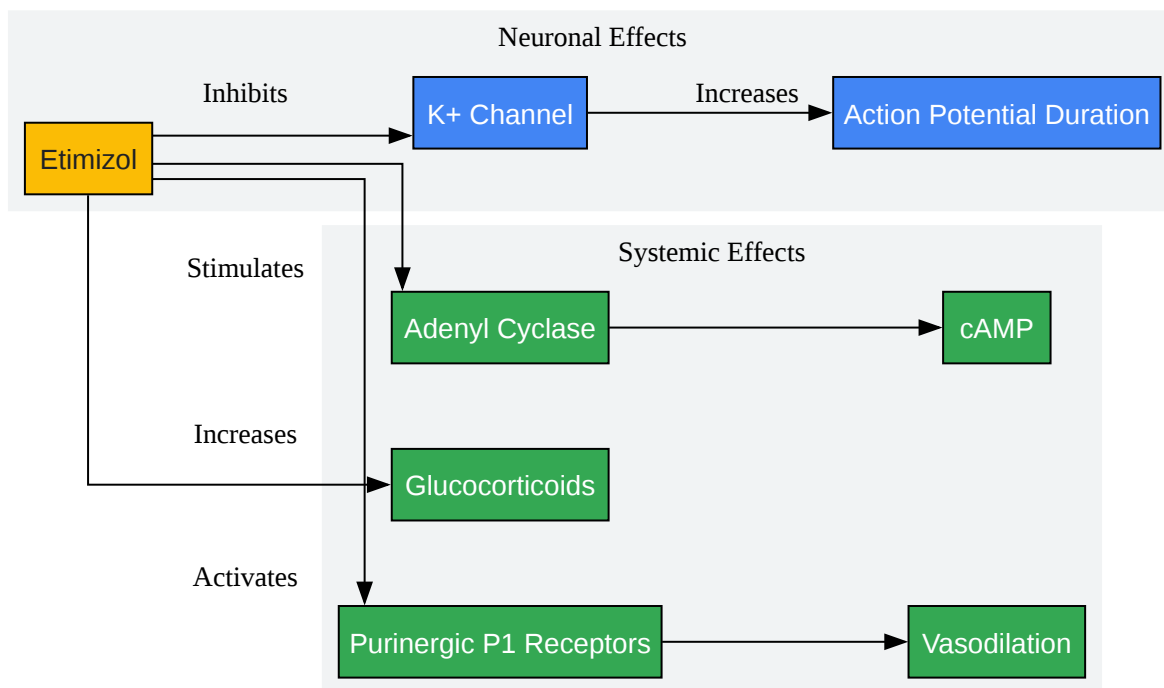 Neuronal Effects
Inhibits
Increases
K+ Channel
Action Potential Duration
Etimizol
Systemic Effects
Stimulates
Adenyl Cyclase
cAMP
Increases
Glucocorticoids
Activates
Purinergic P1 Receptors
Vasodilation